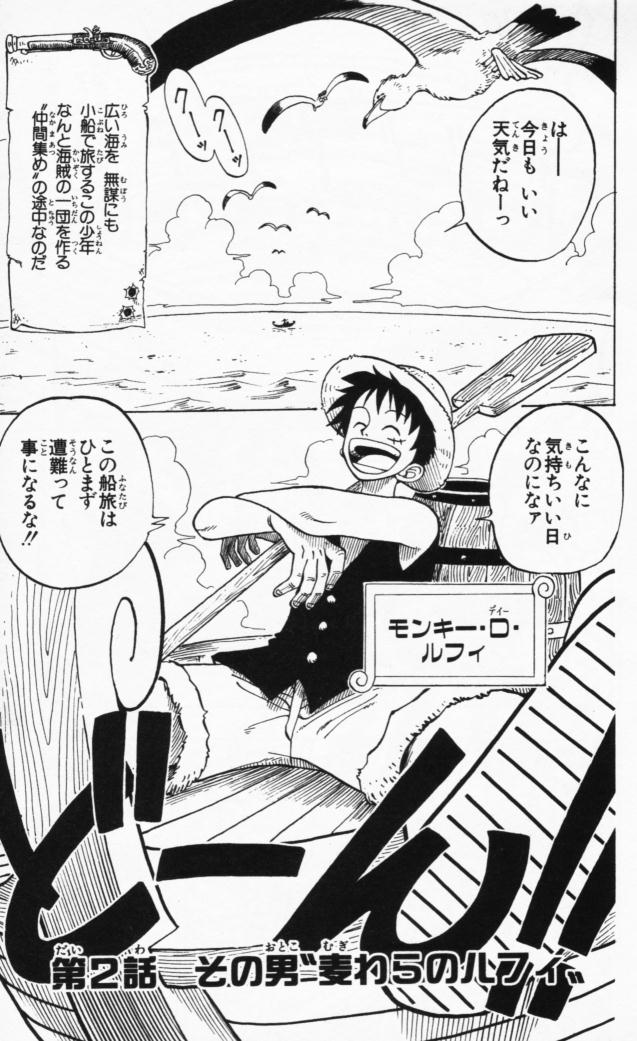 はーー
今日も いい
天気だねーっ
クーッ
クーッ
広い海を 無謀にも
小船で旅するこの少年
なんと海賊の一団を作る
〝仲間集め〟の途中なのだ
こんなに
気持ちいい日
なのになァ
この船旅は
ひとまず
遭難って
事になるな!!
モンキー・D・
ルフィ
どーん!!
第2話 その男〝麦わらのルフィ〟